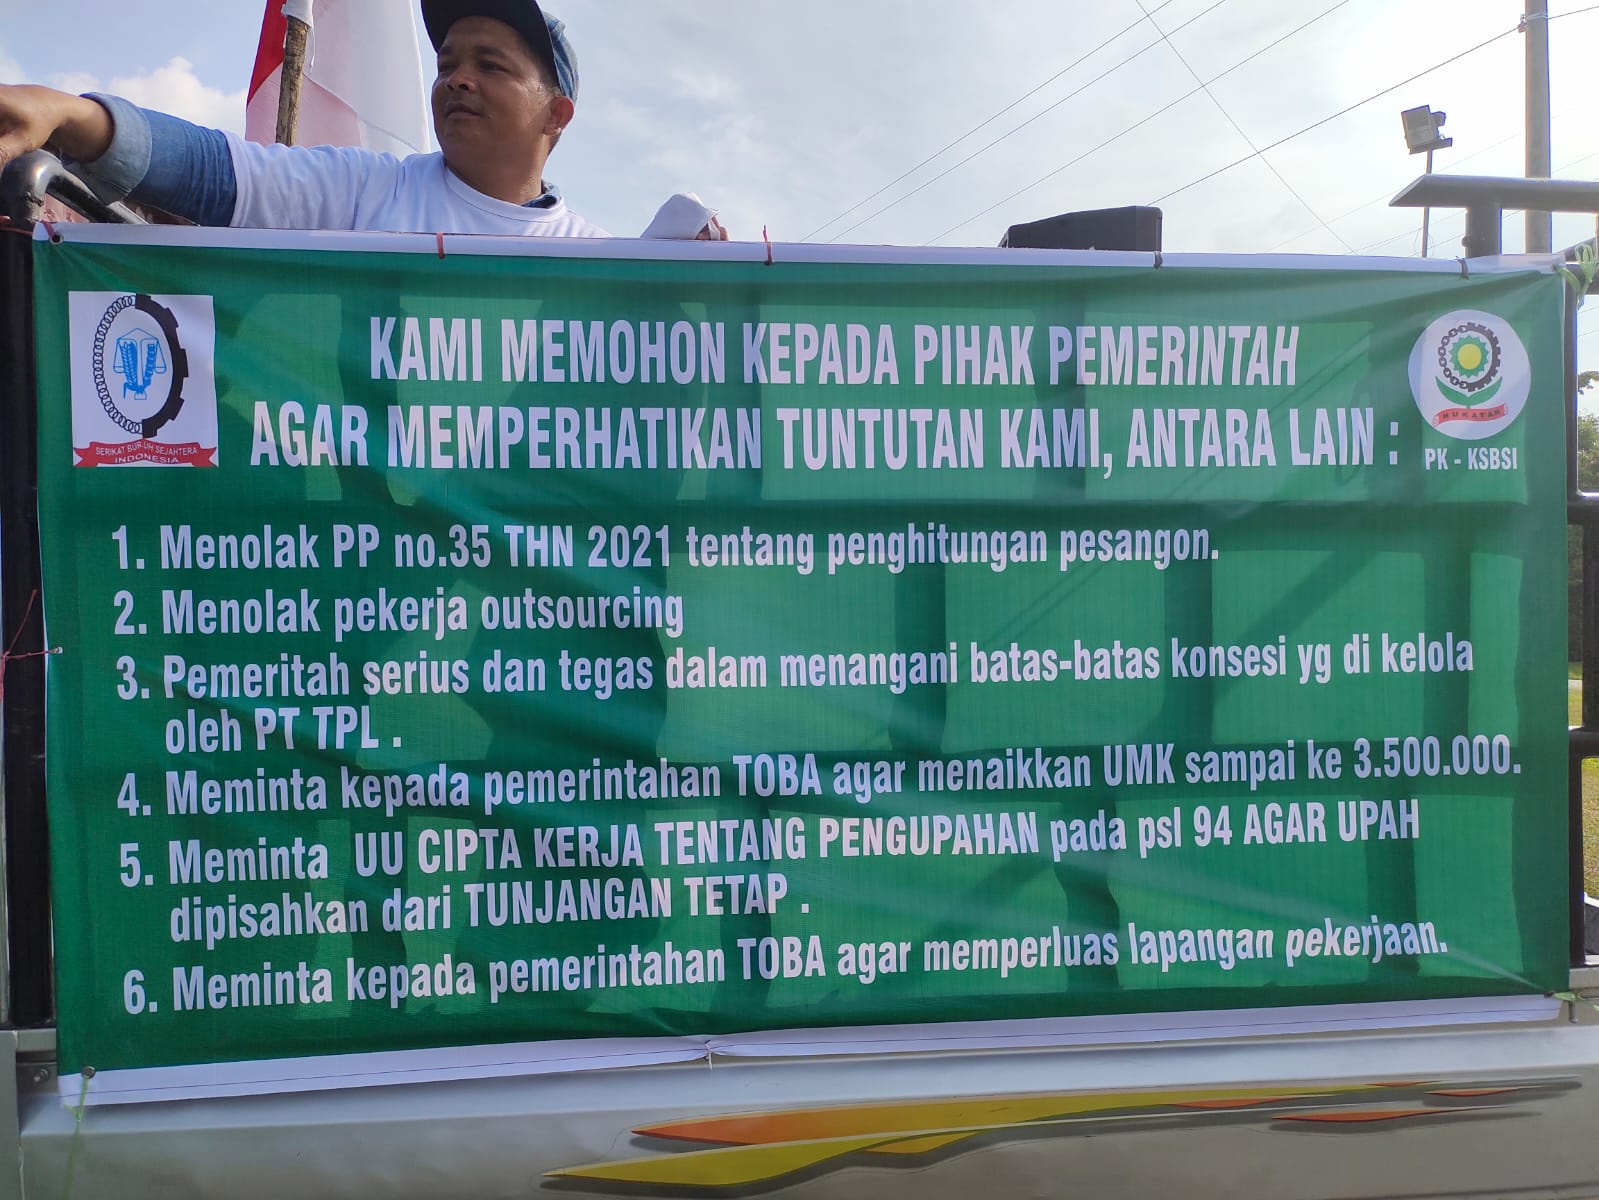 SERIKAT BURUH SEJAHTERA
INDONESIA
KAMI MEMOHON KEPADA PIHAK PEMERINTAH
AGAR MEMPERHATIKAN TUNTUTAN KAMI, ANTARA LAIN :
HUKATAN
PK - KSBSI
1. Menolak PP no.35 THN 2021 tentang penghitungan pesangon.
2. Menolak pekerja outsourcing
3. Pemeritah serius dan tegas dalam menangani batas-batas konsesi yg di kelola
oleh PT TPL .
4. Meminta kepada pemerintahan TOBA agar menaikkan UMK sampai ke 3.500.000.
5. Meminta UU CIPTA KERJA TENTANG PENGUPAHAN pada psl 94 AGAR UPAH
dipisahkan dari TUNJANGAN TETAP .
6. Meminta kepada pemerintahan TOBA agar memperluas lapangan pekerjaan.